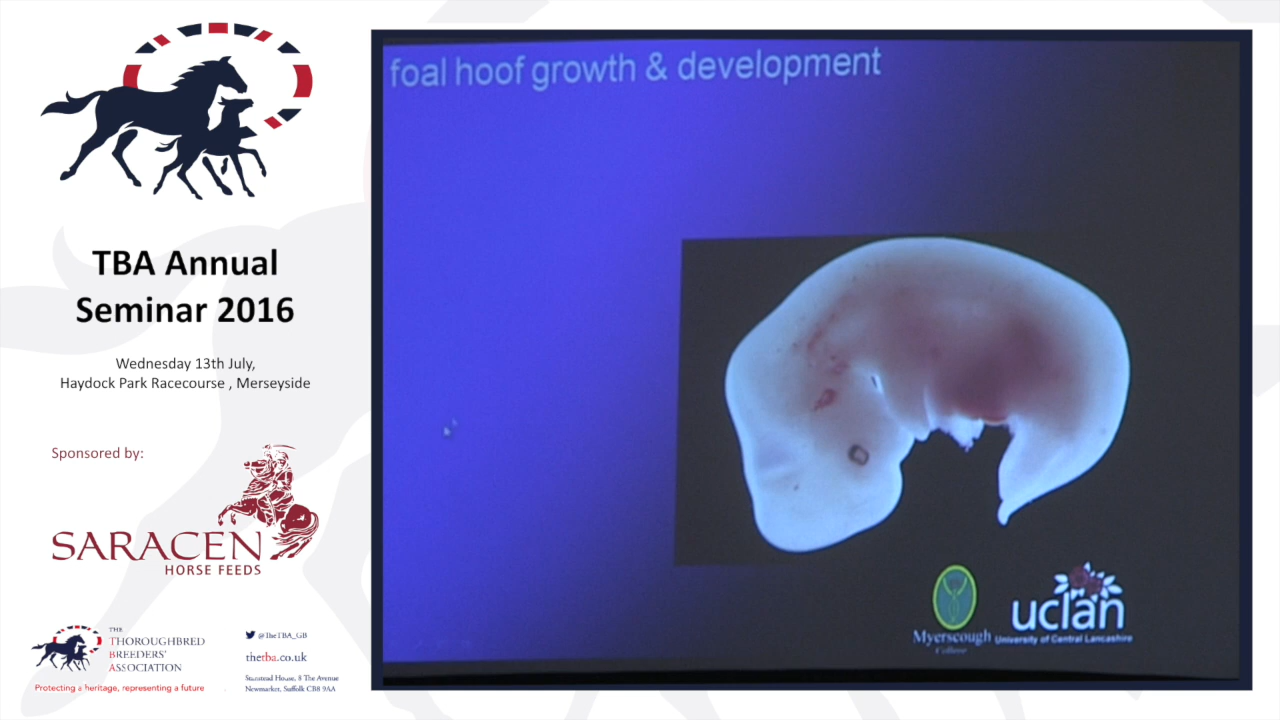 TBA Annual
Seminar 2016
Wednesday 13th July,
Haydock Park Racecourse , Merseyside
Sponsored by:
SARACEN
HORSE FEEDS
THE
THOROUGHBRED
BREEDERS'
ASSOCIATION
Protecting a heritage, representing a future
@TheTBA_GB
thetba.co.uk
Stanstead House, 8 The Avenue
Newmarket, Suffolk CB8 9AA
foal hoof growth & development
Myerscough
College
uclan
University of Central Lancashire